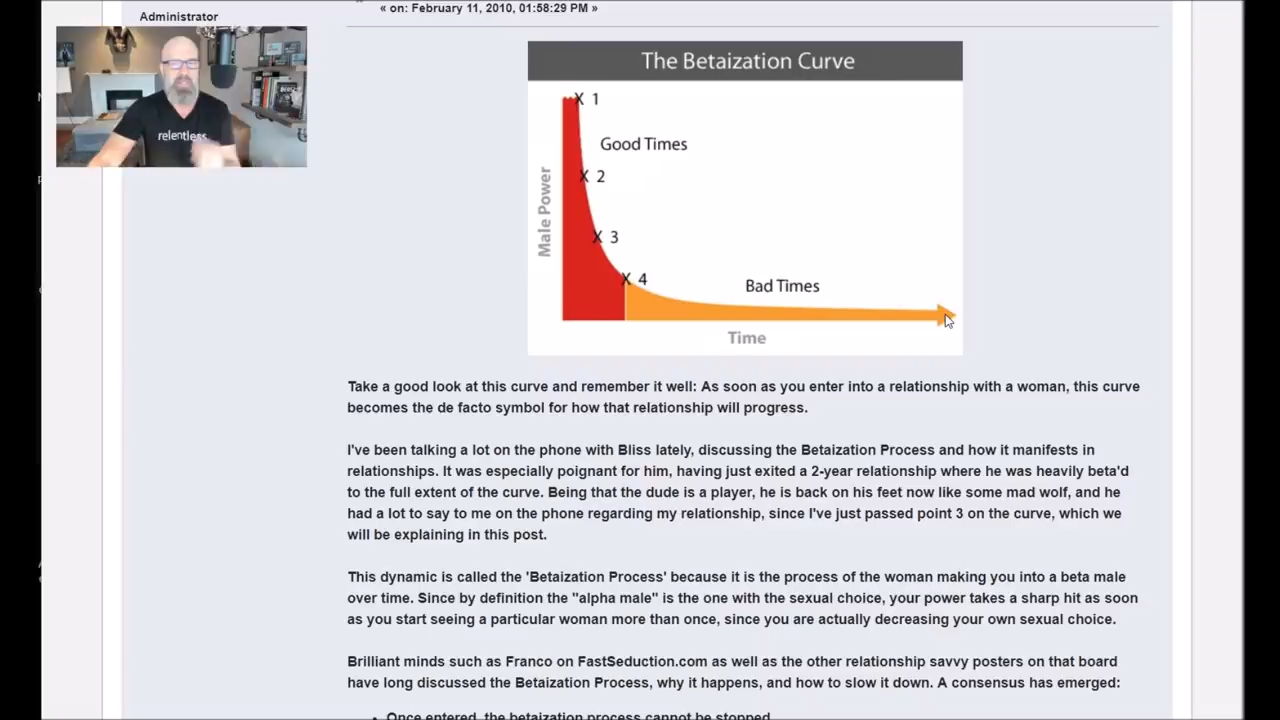 Administrator
« on: February 11, 2010, 01:58:29 PM »
The Betaization Curve
X 1
Good Times
X 2
Male Power
X 3
X 4
Bad Times
Time
relentless
Take a good look at this curve and remember it well: As soon as you enter into a relationship with a woman, this curve
becomes the de facto symbol for how that relationship will progress.
I've been talking a lot on the phone with Bliss lately, discussing the Betaization Process and how it manifests in
relationships. It was especially poignant for him, having just exited a 2-year relationship where he was heavily beta'd
to the full extent of the curve. Being that the dude is a player, he is back on his feet now like some mad wolf, and he
had a lot to say to me on the phone regarding my relationship, since I've just passed point 3 on the curve, which we
will be explaining in this post.
This dynamic is called the 'Betaization Process' because it is the process of the woman making you into a beta male
over time. Since by definition the "alpha male" is the one with the sexual choice, your power takes a sharp hit as soon
as you start seeing a particular woman more than once, since you are actually decreasing your own sexual choice.
Brilliant minds such as Franco on FastSeduction.com as well as the other relationship savvy posters on that board
have long discussed the Betaization Process, why it happens, and how to slow it down. A consensus has emerged:
• Once entered, the betaization process cannot be stopped